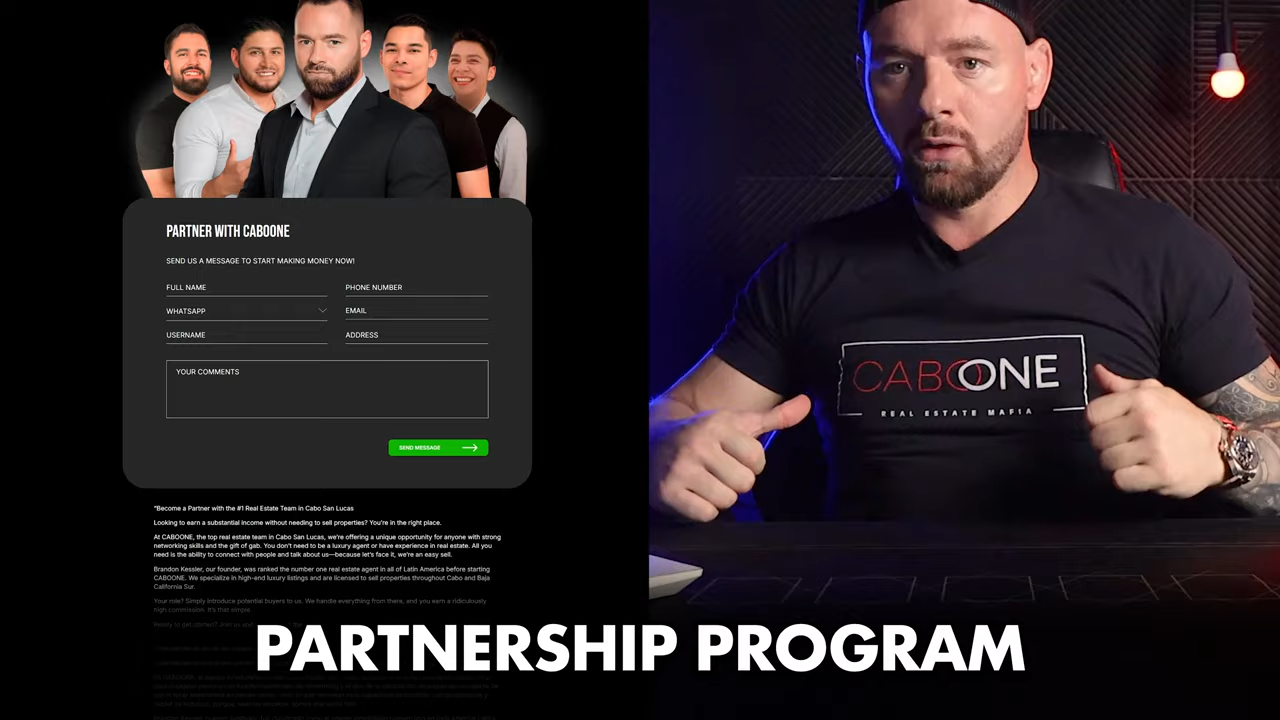 PARTNER WITH CABOONE
SEND US A MESSAGE TO START MAKING MONEY NOW!
FULL NAME
PHONE NUMBER
WHATSAPP
EMAIL
USERNAME
ADDRESS
YOUR COMMENTS
SEND MESSAGE
"Become a Partner with the #1 Real Estate Team in Cabo San Lucas
Looking to earn a substantial income without needing to sell properties? You're in the right place.
At CABOONE, the top real estate team in Cabo San Lucas, we're offering a unique opportunity for anyone with strong
networking skills and the gift of gab. You don't need to be a luxury agent or have experience in real estate. All you
need is the ability to connect with people and talk about us—because let's face it, we're an easy sell.
Brandon Kessler, our founder, was ranked the number one real estate agent in all of Latin America before starting
CABOONE. We specialize in high-end luxury listings and are licensed to sell properties throughout Cabo and Baja
California Sur.
Your role? Simply introduce potential buyers to us. We handle everything from there, and you earn a ridiculously
high commission. It's that simple.
Ready to get started? Join us
CABOONE
REAL ESTATE MAFIA
PARTNERSHIP PROGRAM